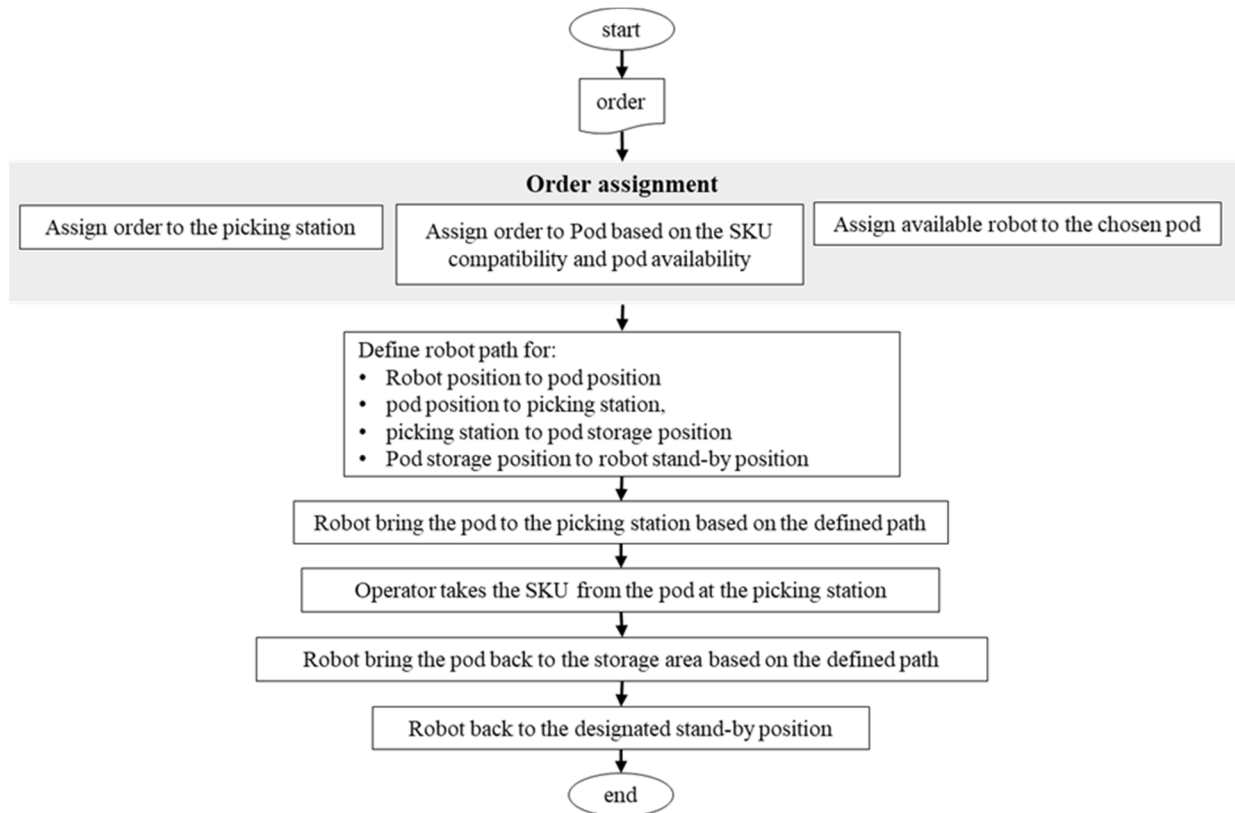 start
order
Order assignment
Assign order to the picking station
Assign order to Pod based on the SKU
compatibility and pod availability
Assign available robot to the chosen pod
Define robot path for:
• Robot position to pod position
• pod position to picking station,
• picking station to pod storage position
• Pod storage position to robot stand-by position
Robot bring the pod to the picking station based on the defined path
Operator takes the SKU from the pod at the picking station
Robot bring the pod back to the storage area based on the defined path
Robot back to the designated stand-by position
end